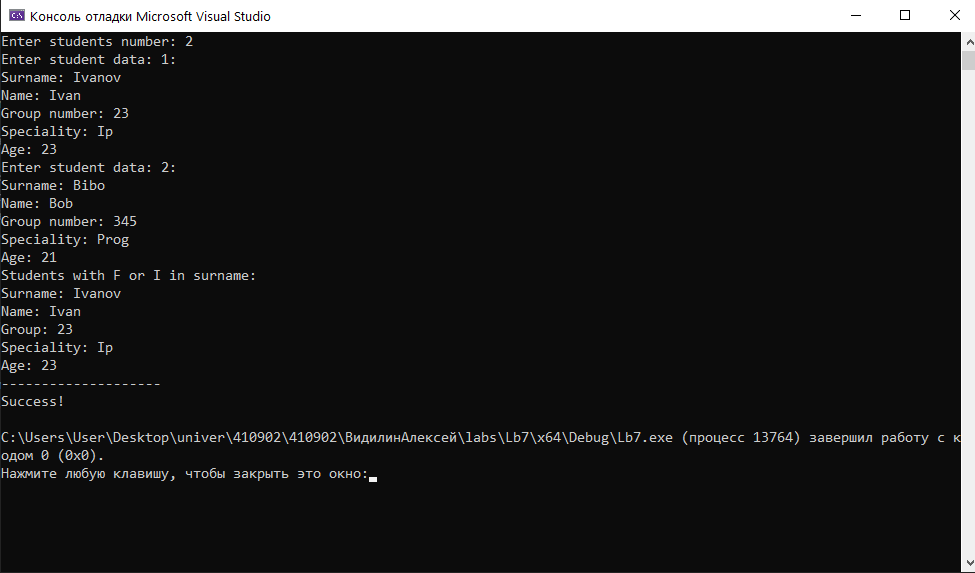 Консоль отладки Microsoft Visual Studio
Enter students number: 2
Enter student data: 1:
Surname: Ivanov
Name: Ivan
Group number: 23
Speciality: Ip
Age: 23
Enter student data: 2:
Surname: Bibo
Name: Bob
Group number: 345
Speciality: Prog
Age: 21
Students with F or I in surname:
Surname: Ivanov
Name: Ivan
Group: 23
Speciality: Ip
Age: 23
--------------------
Success!
C:\Users\User\Desktop\univer\410902\410902\ВидилинАлексей\labs\Lb7\x64\Debug\Lb7.exe (процесс 13764) завершил работу с к
одом 0 (0x0).
Нажмите любую клавишу, чтобы закрыть это окно: